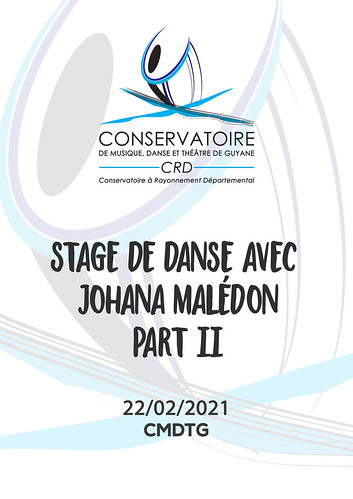 CONSERVATOIRE
DE MUSIQUE, DANSE ET THÉÂTRE DE GUYANE
CRD
Conservatoire à Rayonnement Départemental
STAGE DE DANSE AVEC
JOHANA MALÉDON
PART II
22/02/2021
CMDTG